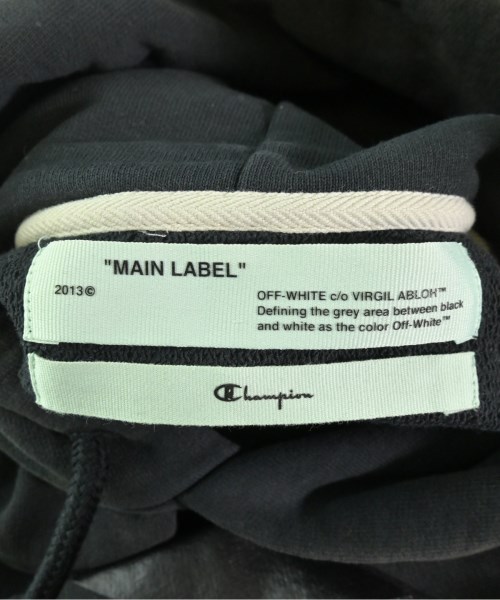 "MAIN LABEL"
2013©
OFF-WHITE c/o VIRGIL ABLOH™
Defining the grey area between black
and white as the color Off-White™
Champion